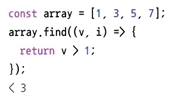 const array = [1, 3, 5, 7];
array.find((v, i) => {
  return v > 1;
});
< 3